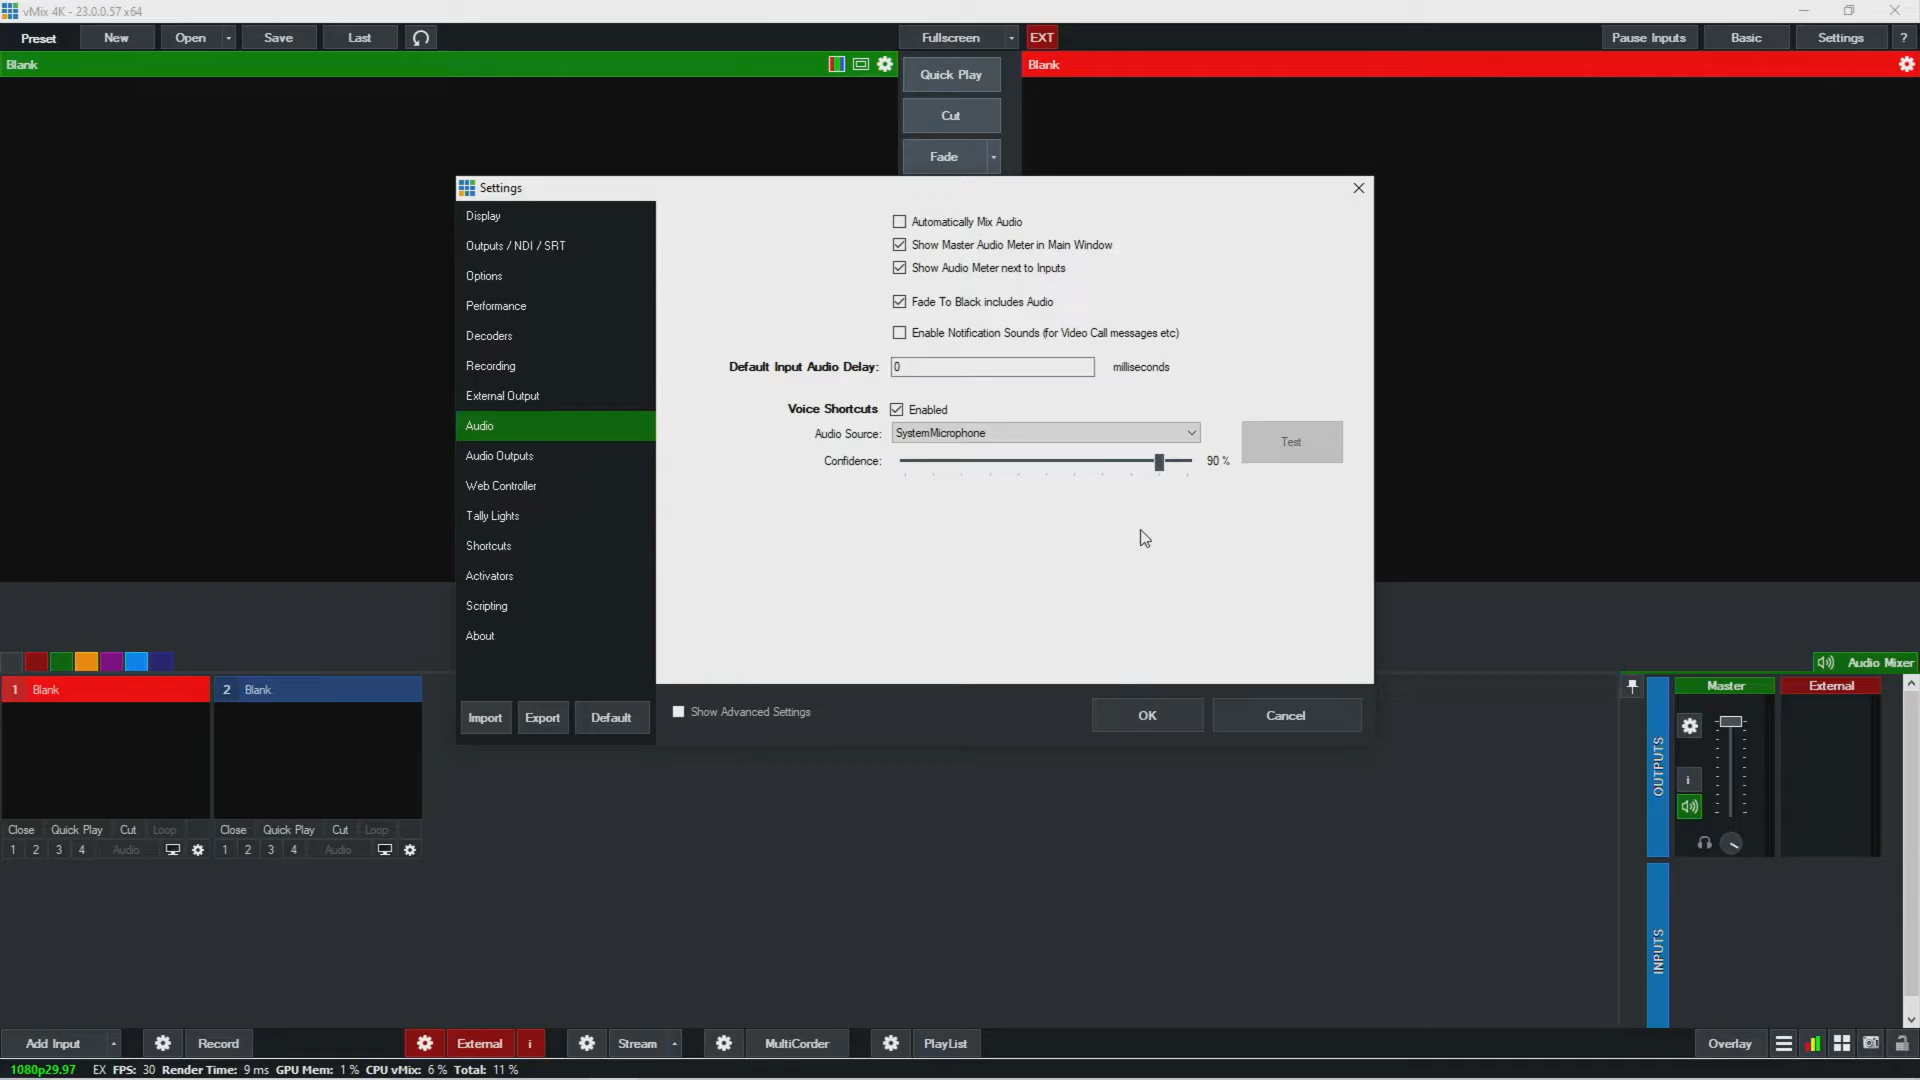 vMix 4K - 23.0.0.57 x64
Preset New Open Save Last Fullscreen EXT Pause Inputs Basic Settings ?
Blank
Quick Play
Cut
Fade
Blank
Settings
Display
Outputs / NDI / SRT
Options
Performance
Decoders
Recording
External Output
Audio
Audio Outputs
Web Controller
Tally Lights
Shortcuts
Activators
Scripting
About
Import Export Default
Automatically Mix Audio
Show Master Audio Meter in Main Window
Show Audio Meter next to Inputs
Fade To Black includes Audio
Enable Notification Sounds (for Video Call messages etc)
Default Input Audio Delay: 0 milliseconds
Voice Shortcuts Enabled
Audio Source: SystemMicrophone
Test
Confidence: 90 %
Show Advanced Settings
OK Cancel
1 Blank
Close Quick Play Cut Loop
1 2 3 4 Audio
2 Blank
Close Quick Play Cut Loop
1 2 3 4 Audio
Audio Mixer
Master External
i
OUTPUTS
INPUTS
Add Input Record External i Stream MultiCorder PlayList Overlay
1080p29.97 EX FPS: 30 Render Time: 9 ms GPU Mem: 1 % CPU vMix: 6 % Total: 11 %